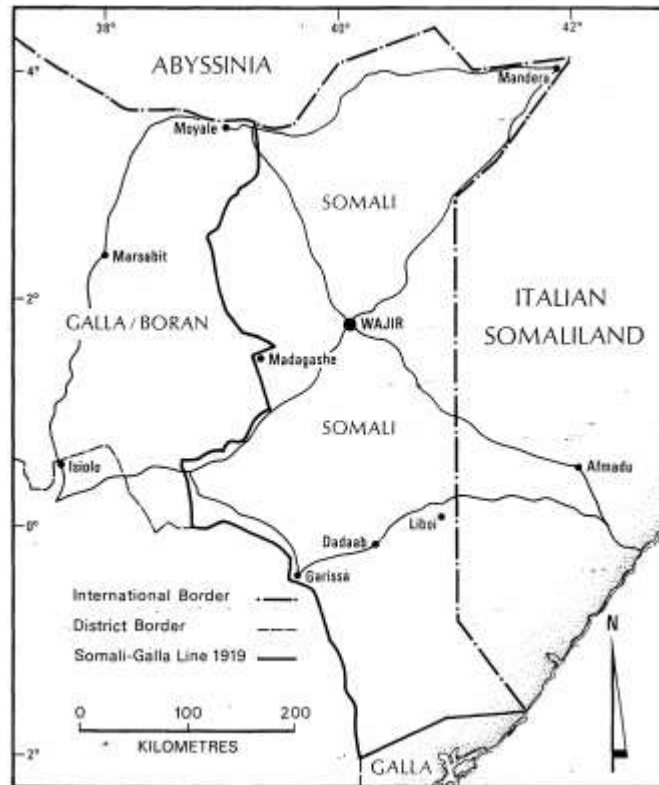 38°
40°
42°
ABYSSINIA
4°
Mandera
Moyale
SOMALI
Marsabit
2°
ITALIAN
SOMALILAND
GALLA / BORAN
WAJIR
Madagashe
SOMALI
Isiolo
Afmadu
0°
Liboi
Dadaab
Garissa
International Border
District Border
Somali-Galla Line 1919
N
0 100 200
KILOMETRES
2°
GALLA